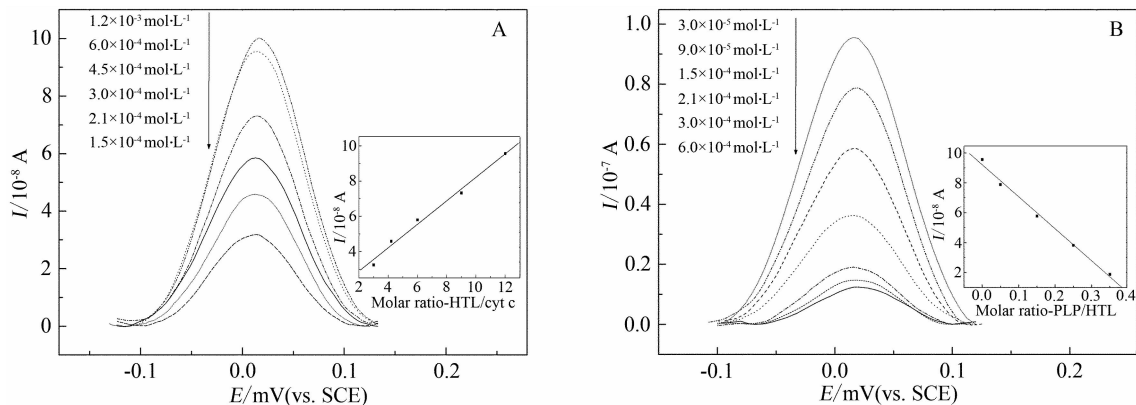 A
1.2×10⁻³ mol·L⁻¹
6.0×10⁻⁴ mol·L⁻¹
4.5×10⁻⁴ mol·L⁻¹
3.0×10⁻⁴ mol·L⁻¹
2.1×10⁻⁴ mol·L⁻¹
1.5×10⁻⁴ mol·L⁻¹
I/10⁻⁸ A
10
8
6
4
2
0
-0.1
0.0
0.1
0.2
E/mV(vs. SCE)
I/10⁻⁸ A
10
8
6
4
2
4
6
8
10
12
Molar ratio-HTL/cyt c
B
3.0×10⁻⁵ mol·L⁻¹
9.0×10⁻⁵ mol·L⁻¹
1.5×10⁻⁴ mol·L⁻¹
2.1×10⁻⁴ mol·L⁻¹
3.0×10⁻⁴ mol·L⁻¹
6.0×10⁻⁴ mol·L⁻¹
I/10⁻⁷ A
1.0
0.8
0.6
0.4
0.2
0.0
-0.1
0.0
0.1
0.2
E/mV(vs. SCE)
I/10⁻⁸ A
10
8
6
4
2
0.0
0.1
0.2
0.3
0.4
Molar ratio-PLP/HTL